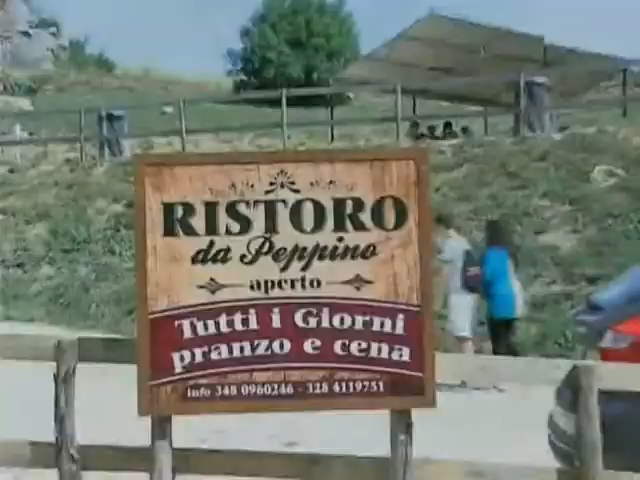 RISTORO
da Peppino
aperto
Tutti i Giorni
pranzo e cena
Info 348 0960246 - 328 4119751